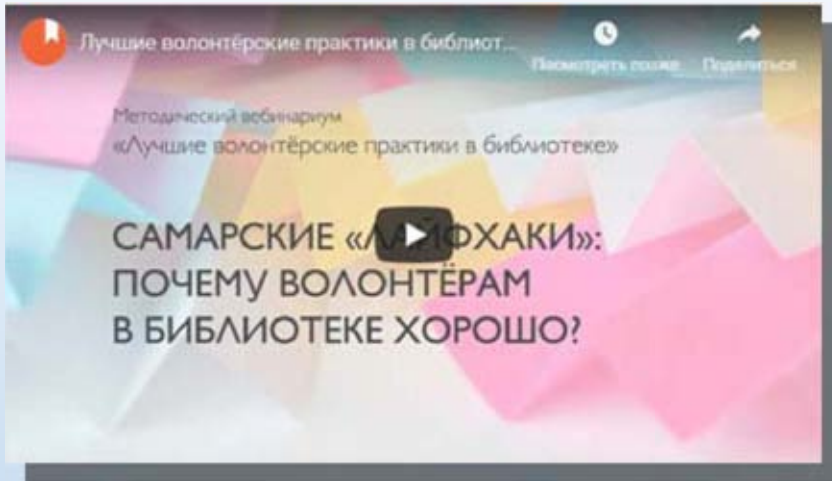 Лучшие волонтёрские практики в библиот...
Посмотреть позже
Поделиться
Методический вебинариум
«Лучшие волонтёрские практики в библиотеке»
САМАРСКИЕ «ЛАЙФХАКИ»:
ПОЧЕМУ ВОЛОНТЁРАМ
В БИБЛИОТЕКЕ ХОРОШО?